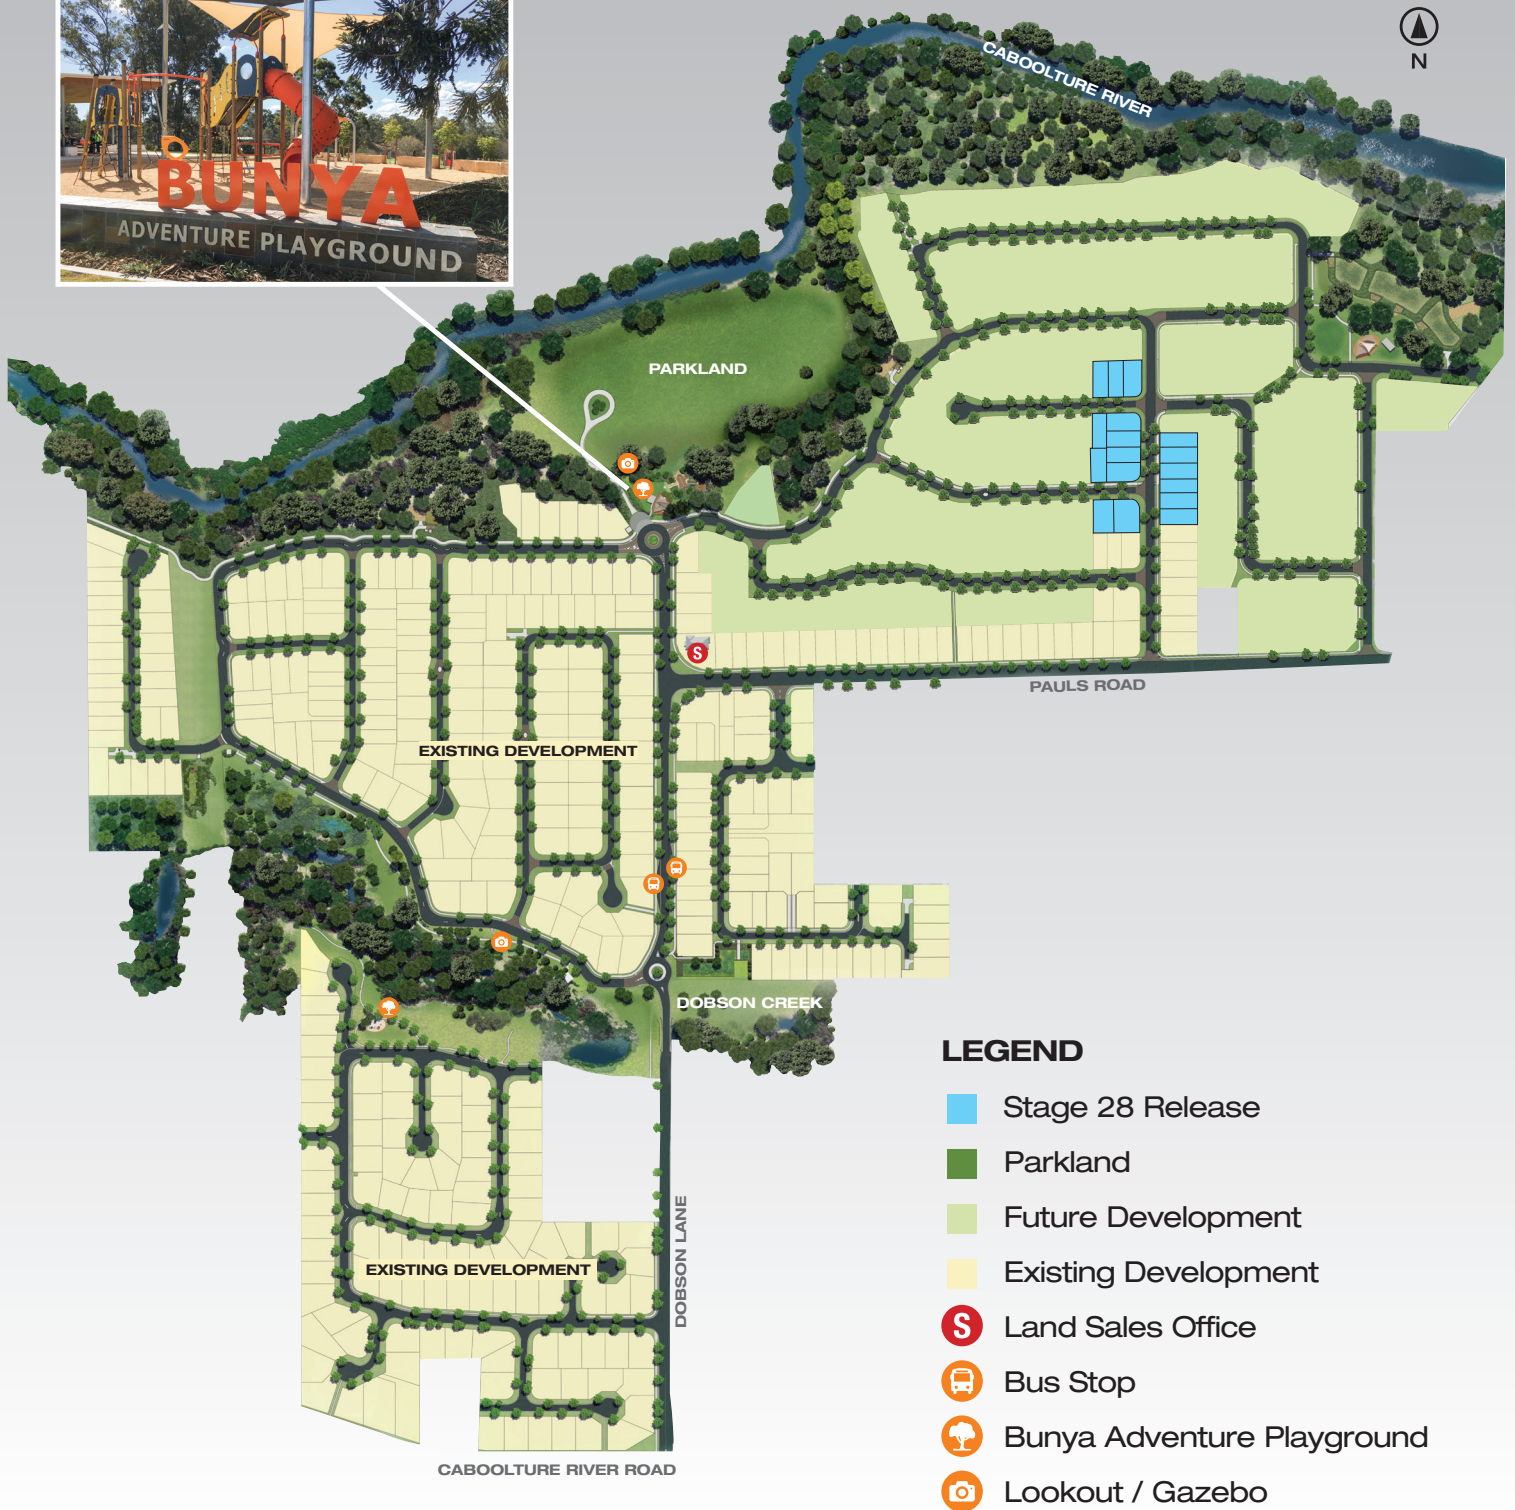 BUNYA
ADVENTURE PLAYGROUND
N
CABOOLTURE RIVER
PARKLAND
S
PAULS ROAD
EXISTING DEVELOPMENT
DOBSON CREEK
DOBSON LANE
EXISTING DEVELOPMENT
CABOOLTURE RIVER ROAD
LEGEND
Stage 28 Release
Parkland
Future Development
Existing Development
S
Land Sales Office
Bus Stop
Bunya Adventure Playground
Lookout / Gazebo